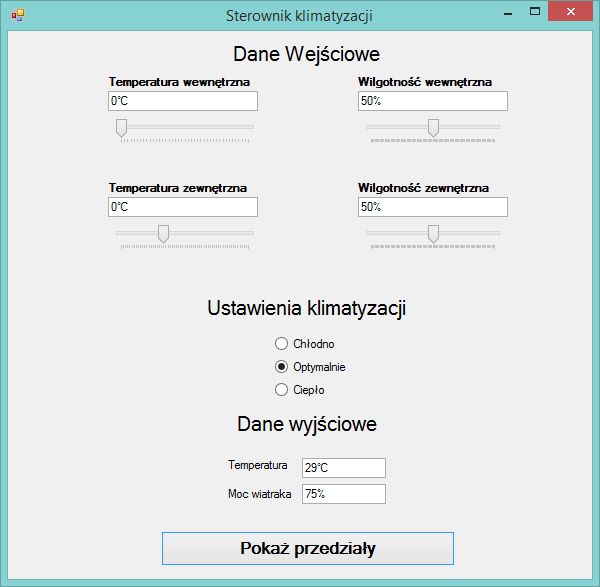 Sterownik klimatyzacji
Dane Wejściowe
Temperatura wewnętrzna
Wilgotność wewnętrzna
0°C
50%
Temperatura zewnętrzna
Wilgotność zewnętrzna
0°C
50%
Ustawienia klimatyzacji
Chłodno
Optymalnie
Ciepło
Dane wyjściowe
Temperatura 29°C
Moc wiatraka 75%
Pokaż przedziały